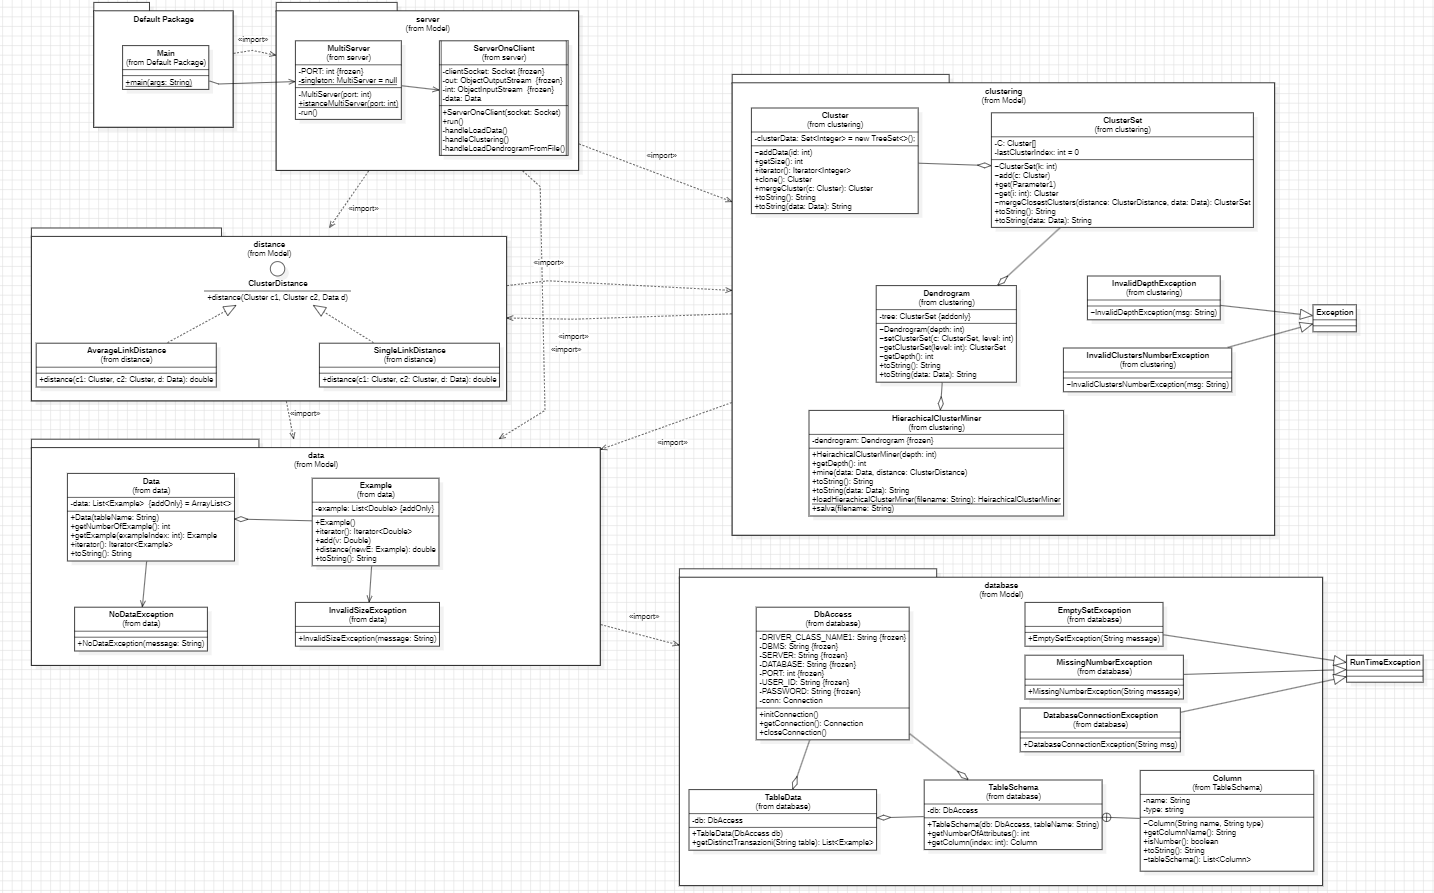 Default Package
Main
(from Default Package)
+main(args: String)
«import»
server
(from Model)
MultiServer
(from server)
-PORT: int {frozen}
-singleton: MultiServer = null
-MultiServer(port: int)
+istanceMultiServer(port: int)
-run()
ServerOneClient
(from server)
-clientSocket: Socket {frozen}
-out: ObjectOutputStream {frozen}
-int: ObjectInputStream {frozen}
-data: Data
+ServerOneClient(socket: Socket)
+run()
-handleLoadData()
-handleClustering()
-handleLoadDendrogramFromFile()
«import»
«import»
«import»
distance
(from Model)
ClusterDistance
+distance(Cluster c1, Cluster c2, Data d)
AverageLinkDistance
(from distance)
+distance(c1: Cluster, c2: Cluster, d: Data): double
SingleLinkDistance
(from distance)
+distance(c1: Cluster, c2: Cluster, d: Data): double
«import»
«import»
«import»
«import»
clustering
(from Model)
Cluster
(from clustering)
-clusterData: Set<Integer> = new TreeSet<>();
~addData(id: int)
+getSize(): int
+iterator(): Iterator<Integer>
+clone(): Cluster
+mergeCluster(c: Cluster): Cluster
+toString(): String
+toString(data: Data): String
ClusterSet
(from clustering)
-C: Cluster[]
-lastClusterIndex: int = 0
~ClusterSet(k: int)
~add(c: Cluster)
+get(Parameter1)
~get(i: int): Cluster
~mergeClosestClusters(distance: ClusterDistance, data: Data): ClusterSet
+toString(): String
+toString(data: Data): String
Dendrogram
(from clustering)
-tree: ClusterSet {addonly}
~Dendrogram(depth: int)
~setClusterSet(c: ClusterSet, level: int)
~getClusterSet(level: int): ClusterSet
~getDepth(): int
+toString(): String
+toString(data: Data): String
InvalidDepthException
(from clustering)
~InvalidDepthException(msg: String)
InvalidClustersNumberException
(from clustering)
~InvalidClustersNumberException(msg: String)
Exception
HierachicalClusterMiner
(from clustering)
-dendrogram: Dendrogram {frozen}
+HeirachicalClusterMiner(depth: int)
+getDepth(): int
+mine(data: Data, distance: ClusterDistance)
+toString(): String
+toString(data: Data): String
+loadHierachicalClusterMiner(filename: String): HeirachicalClusterMiner
+salva(filename: String)
data
(from Model)
Data
(from data)
-data: List<Example> {addOnly} = ArrayList<>
+Data(tableName: String)
+getNumberOfExample(): int
+getExample(exampleIndex: int): Example
+iterator(): Iterator<Example>
+toString(): String
Example
(from data)
-example: List<Double> {addOnly}
+Example()
+iterator(): Iterator<Double>
+add(v: Double)
+distance(newE: Example): double
+toString(): String
NoDataException
(from data)
+NoDataException(message: String)
InvalidSizeException
(from data)
+InvalidSizeException(message: String)
«import»
database
(from Model)
DbAccess
(from database)
-DRIVER_CLASS_NAME1: String {frozen}
-DBMS: String {frozen}
-SERVER: String {frozen}
-DATABASE: String {frozen}
-PORT: int {frozen}
-USER_ID: String {frozen}
-PASSWORD: String {frozen}
-conn: Connection
+initConnection()
+getConnection(): Connection
+closeConnection()
EmptySetException
(from database)
+EmptySetException(String message)
MissingNumberException
(from database)
+MissingNumberException(String message)
DatabaseConnectionException
(from database)
+DatabaseConnectionException(String msg)
RunTimeException
TableData
(from database)
-db: DbAccess
+TableData(DbAccess db)
+getDistinctTransazioni(String table): List<Example>
TableSchema
(from database)
-db: DbAccess
+TableSchema(db: DbAccess, tableName: String)
+getNumberOfAttributes(): int
+getColumn(index: int): Column
Column
(from TableSchema)
-name: String
-type: string
~Column(String name, String type)
+getColumnName(): String
+isNumber(): boolean
+toString(): String
~tableSchema(): List<Column>